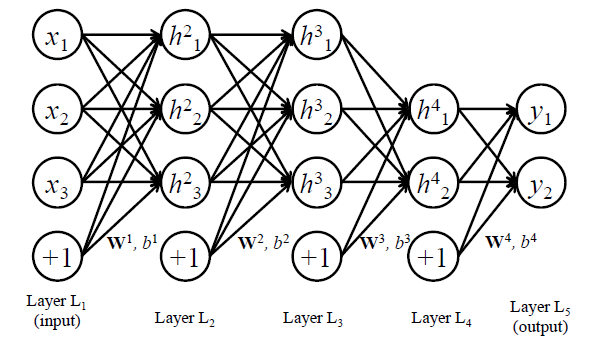 x₁ h²₁ h³₁
x₂ h²₂ h³₂ h⁴₁ y₁
x₃ h²₃ h³₃ h⁴₂ y₂
W¹, b¹ W², b² W³, b³ W⁴, b⁴
+1 +1 +1 +1
Layer L₁
(input)
Layer L₂
Layer L₃
Layer L₄
Layer L₅
(output)